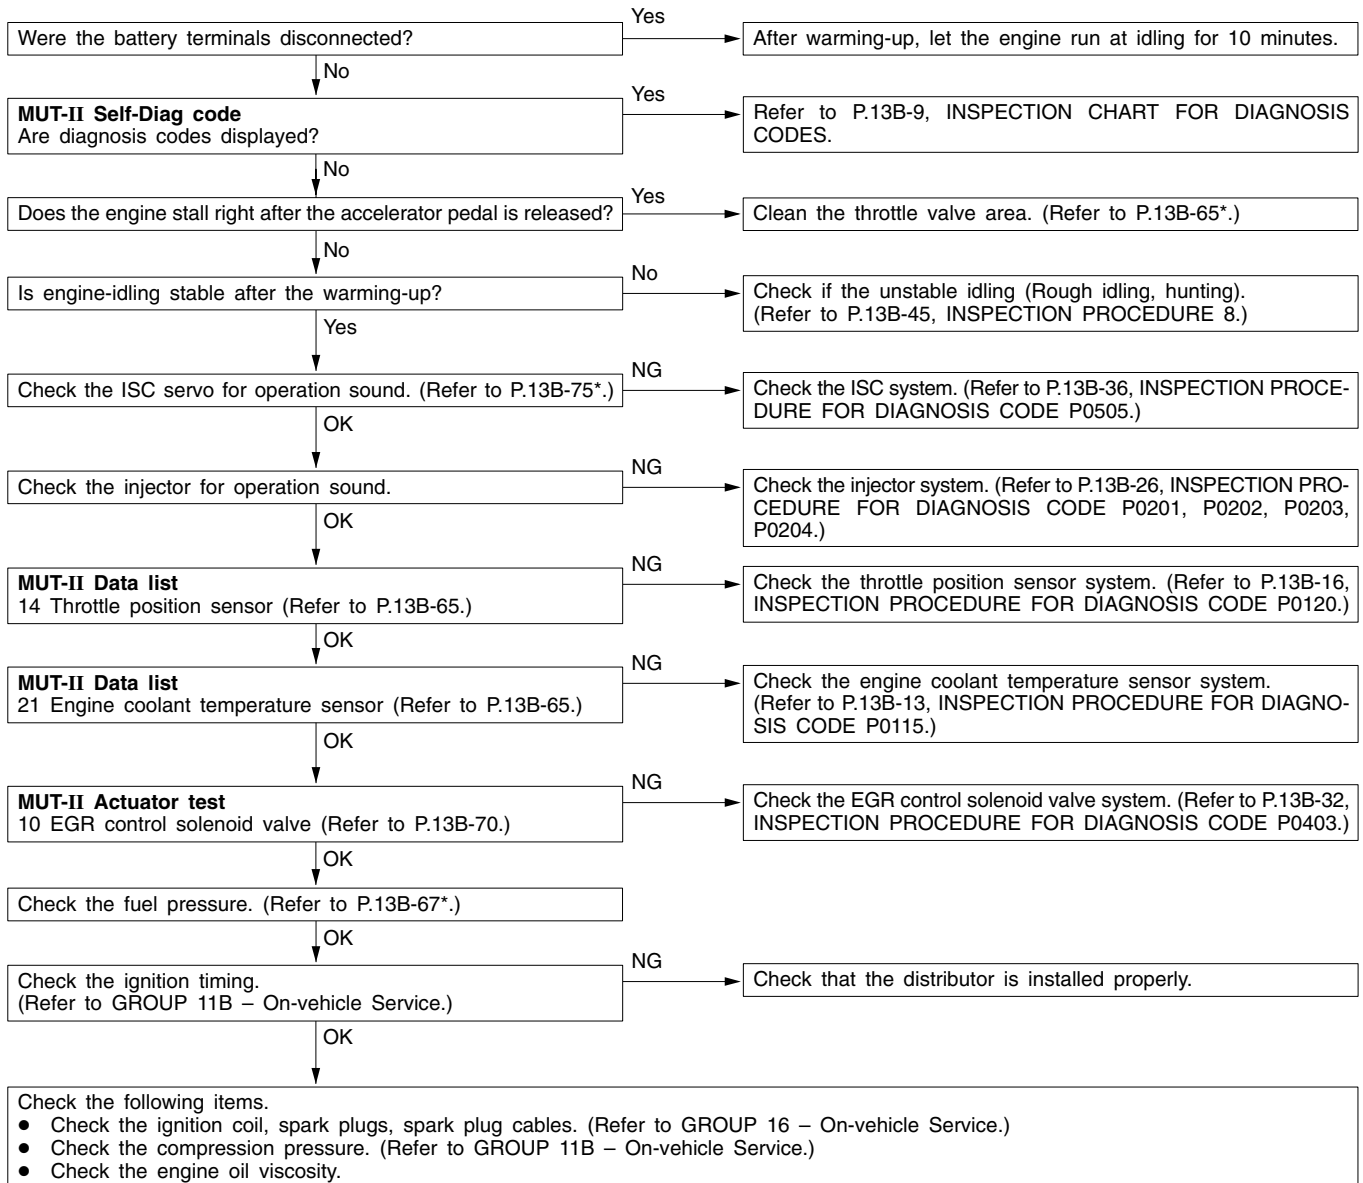 Were the battery terminals disconnected?
Yes
After warming-up, let the engine run at idling for 10 minutes.
No
MUT-II Self-Diag code
Are diagnosis codes displayed?
Yes
Refer to P.13B-9, INSPECTION CHART FOR DIAGNOSIS
CODES.
No
Does the engine stall right after the accelerator pedal is released?
Yes
Clean the throttle valve area. (Refer to P.13B-65*.)
No
Is engine-idling stable after the warming-up?
No
Check if the unstable idling (Rough idling, hunting).
(Refer to P.13B-45, INSPECTION PROCEDURE 8.)
Yes
Check the ISC servo for operation sound. (Refer to P.13B-75*.)
NG
Check the ISC system. (Refer to P.13B-36, INSPECTION PROCE-
DURE FOR DIAGNOSIS CODE P0505.)
OK
Check the injector for operation sound.
NG
Check the injector system. (Refer to P.13B-26, INSPECTION PRO-
CEDURE FOR DIAGNOSIS CODE P0201, P0202, P0203,
P0204.)
OK
MUT-II Data list
14 Throttle position sensor (Refer to P.13B-65.)
NG
Check the throttle position sensor system. (Refer to P.13B-16,
INSPECTION PROCEDURE FOR DIAGNOSIS CODE P0120.)
OK
MUT-II Data list
21 Engine coolant temperature sensor (Refer to P.13B-65.)
NG
Check the engine coolant temperature sensor system.
(Refer to P.13B-13, INSPECTION PROCEDURE FOR DIAGNO-
SIS CODE P0115.)
OK
MUT-II Actuator test
10 EGR control solenoid valve (Refer to P.13B-70.)
NG
Check the EGR control solenoid valve system. (Refer to P.13B-32,
INSPECTION PROCEDURE FOR DIAGNOSIS CODE P0403.)
OK
Check the fuel pressure. (Refer to P.13B-67*.)
OK
Check the ignition timing.
(Refer to GROUP 11B – On-vehicle Service.)
NG
Check that the distributor is installed properly.
OK
Check the following items.
● Check the ignition coil, spark plugs, spark plug cables. (Refer to GROUP 16 – On-vehicle Service.)
● Check the compression pressure. (Refer to GROUP 11B – On-vehicle Service.)
● Check the engine oil viscosity.